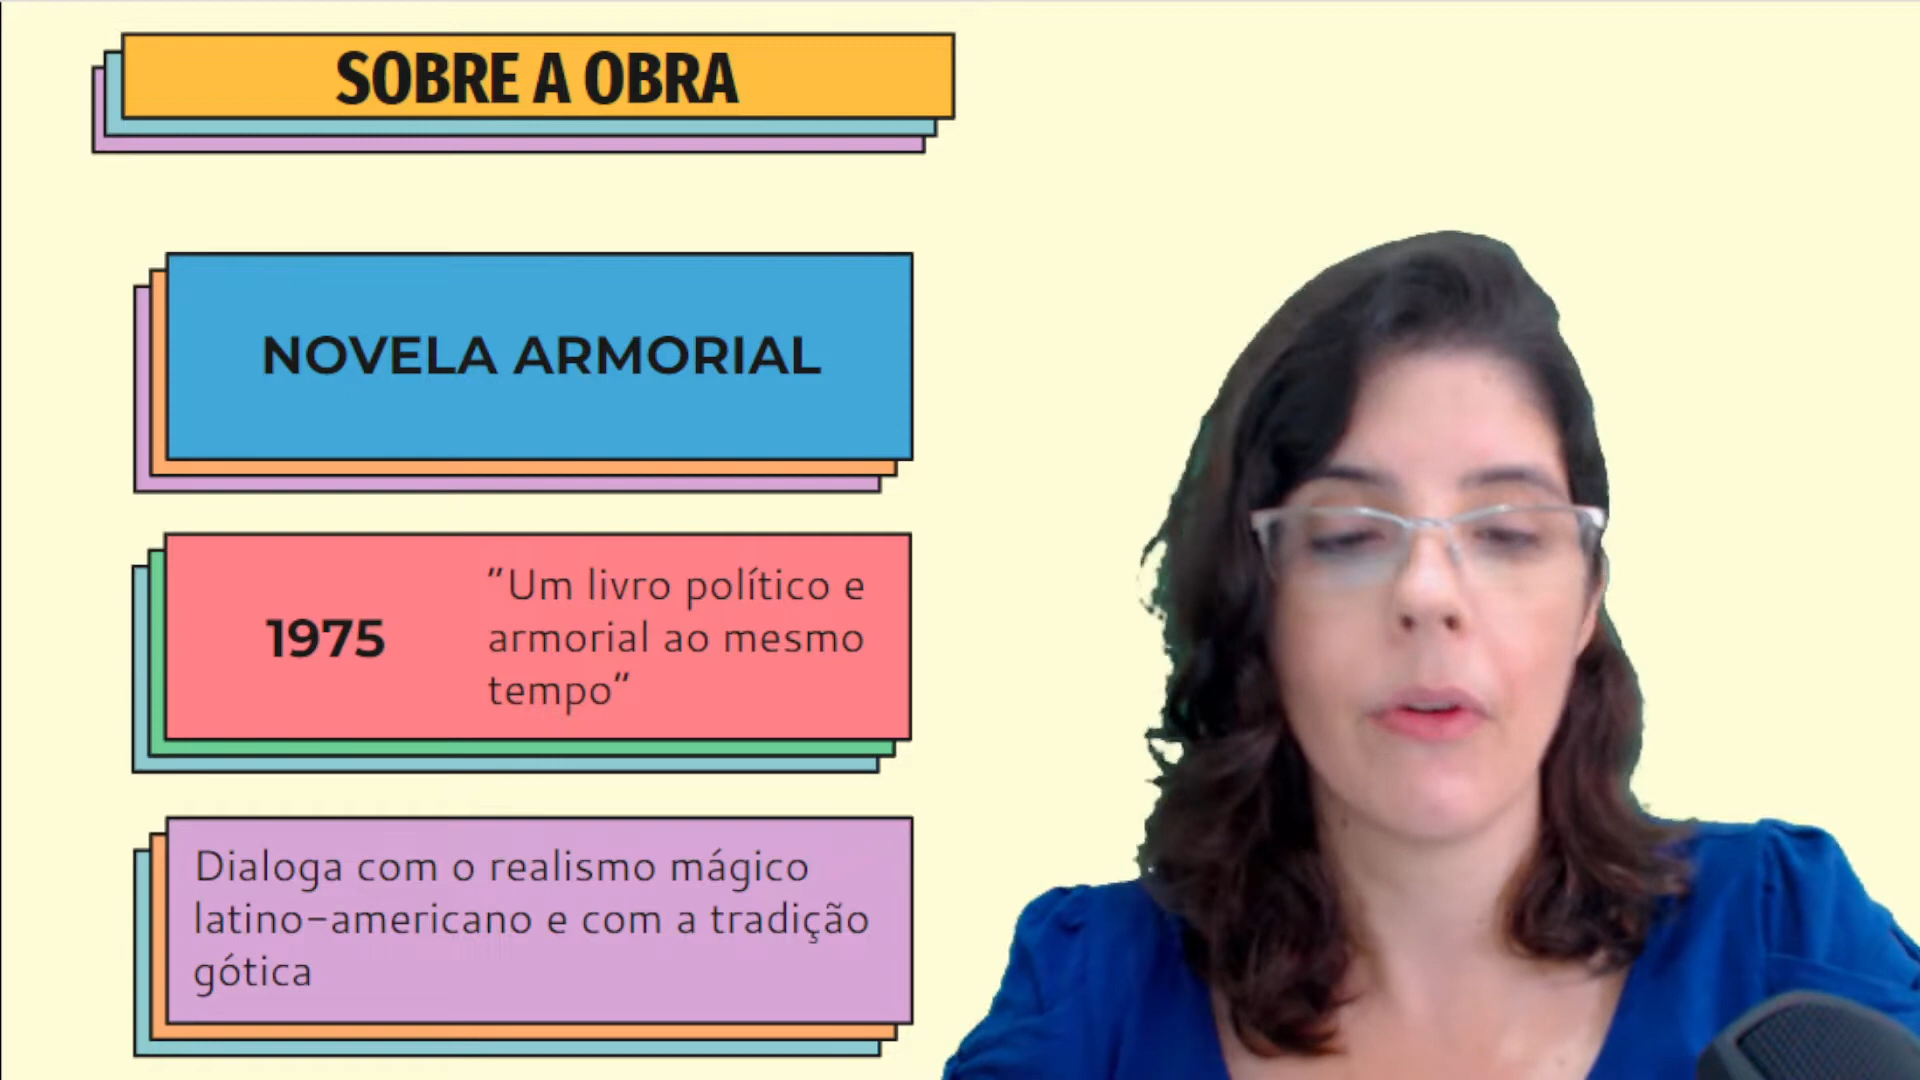 SOBRE A OBRA
NOVELA ARMORIAL
1975
"Um livro político e
armorial ao mesmo
tempo"
Dialoga com o realismo mágico
latino-americano e com a tradição
gótica